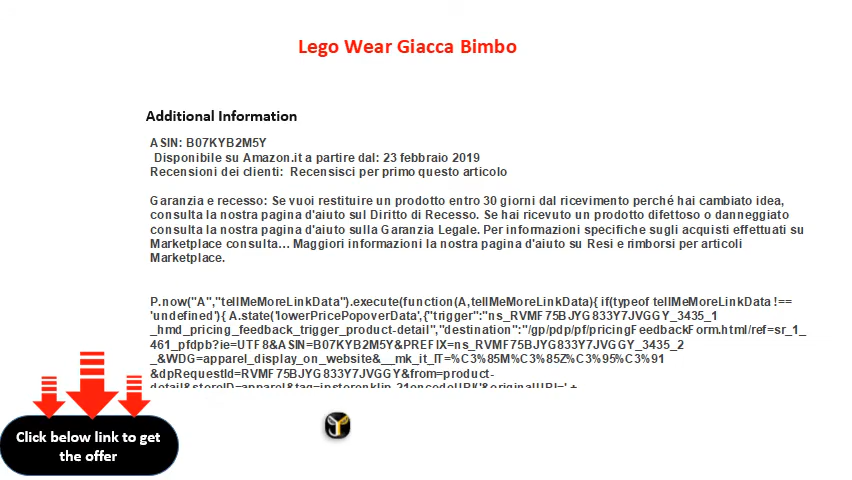 Lego Wear Giacca Bimbo
Additional Information
ASIN: B07KYB2M5Y
Disponibile su Amazon.it a partire dal: 23 febbraio 2019
Recensioni dei clienti: Recensisci per primo questo articolo
Garanzia e recesso: Se vuoi restituire un prodotto entro 30 giorni dal ricevimento perché hai cambiato idea,
consulta la nostra pagina d'aiuto sul Diritto di Recesso. Se hai ricevuto un prodotto difettoso o danneggiato
consulta la nostra pagina d'aiuto sulla Garanzia Legale. Per informazioni specifiche sugli acquisti effettuati su
Marketplace consulta... Maggiori informazioni la nostra pagina d'aiuto su Resi e rimborsi per articoli
Marketplace.
P.now("A","tellMeMoreLinkData").execute(function(A,tellMeMoreLinkData){ if(typeof tellMeMoreLinkData !==
'undefined'){ A.state('lowerPricePopoverData',{"trigger":"ns_RVMF75BJYG833Y7JVGGY_3435_1
_hmd_pricing_feedback_trigger_product-detail","destination":"/gp/pdp/pf/pricingFeedbackForm.html/ref=sr_1_
461_pfdpb?ie=UTF8&ASIN=B07KYB2M5Y&PREFIX=ns_RVMF75BJYG833Y7JVGGY_3435_2
_&WDG=apparel_display_on_website&__mk_it_IT=%C3%85M%C3%85Z%C3%95%C3%91
&dpRequestId=RVMF75BJYG833Y7JVGGY&from=product-
Click below link to get
the offer